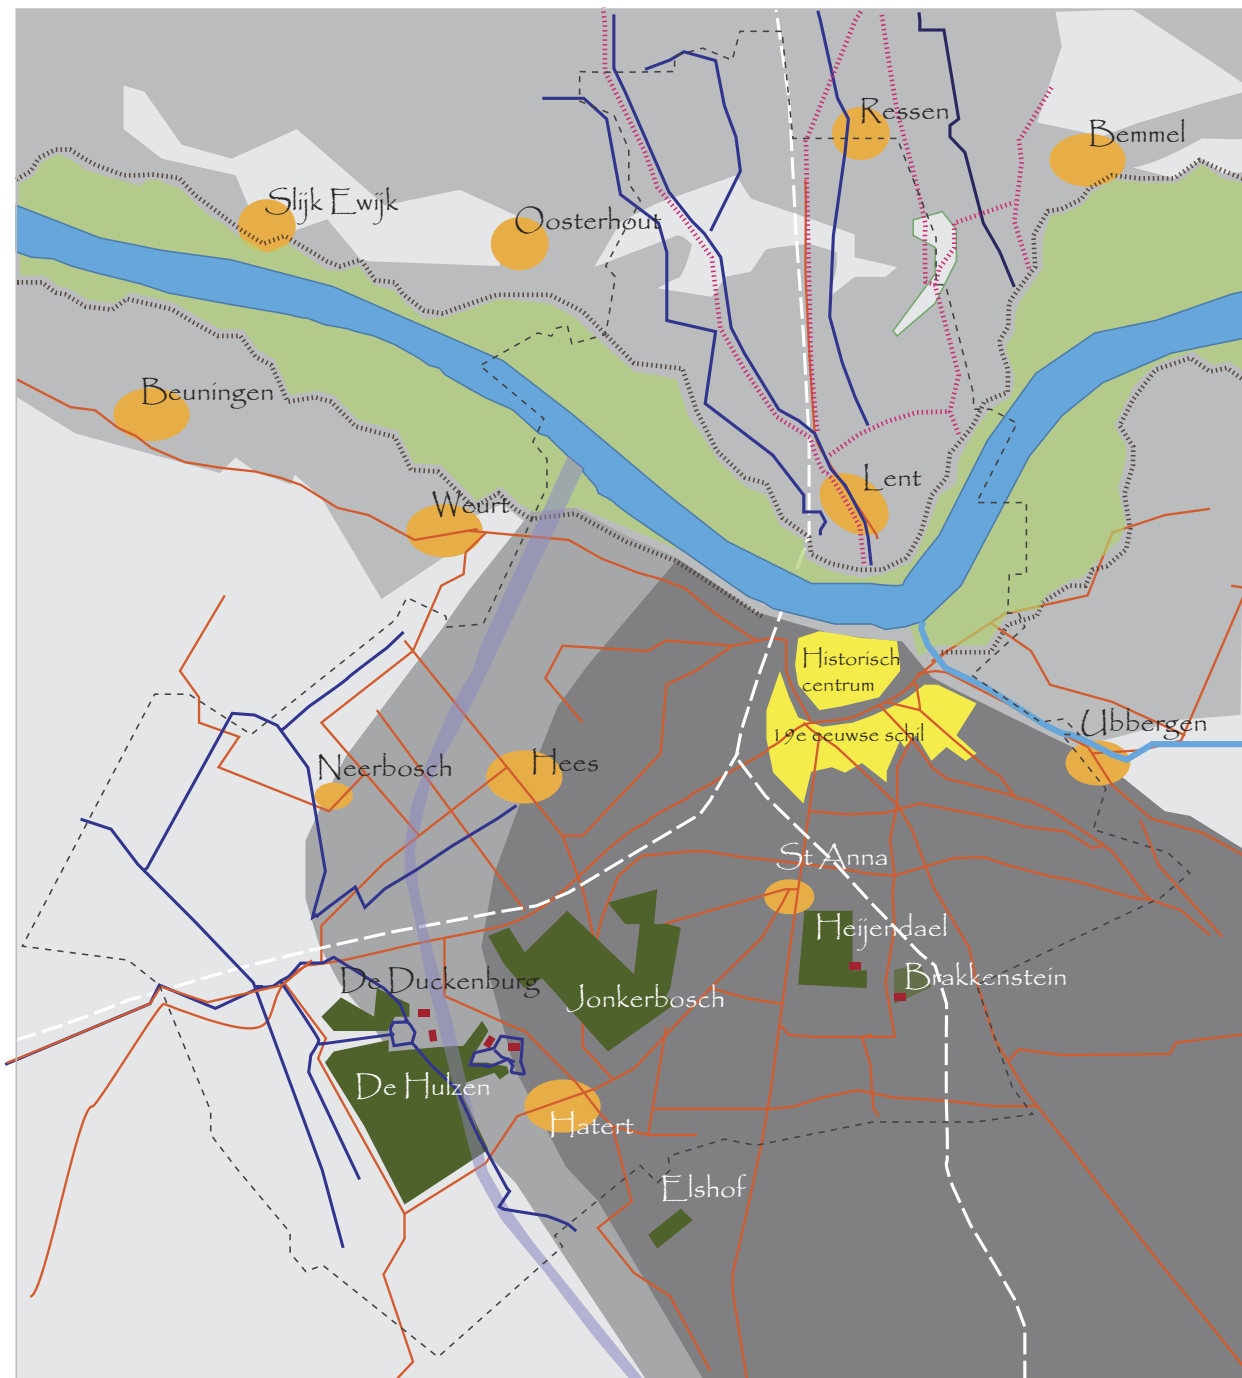 Ressen
Bemmel
Slijk Ewijk
Oosterhout
Beuningen
Lent
Weurt
Historisch
centrum
19e eeuwse schil
Ubbergen
Neerbosch
Hees
St Anna
Heijendael
De Duckenburg
Jonkerbosch
Brakkenstein
De Hulzen
Hatert
Elshof